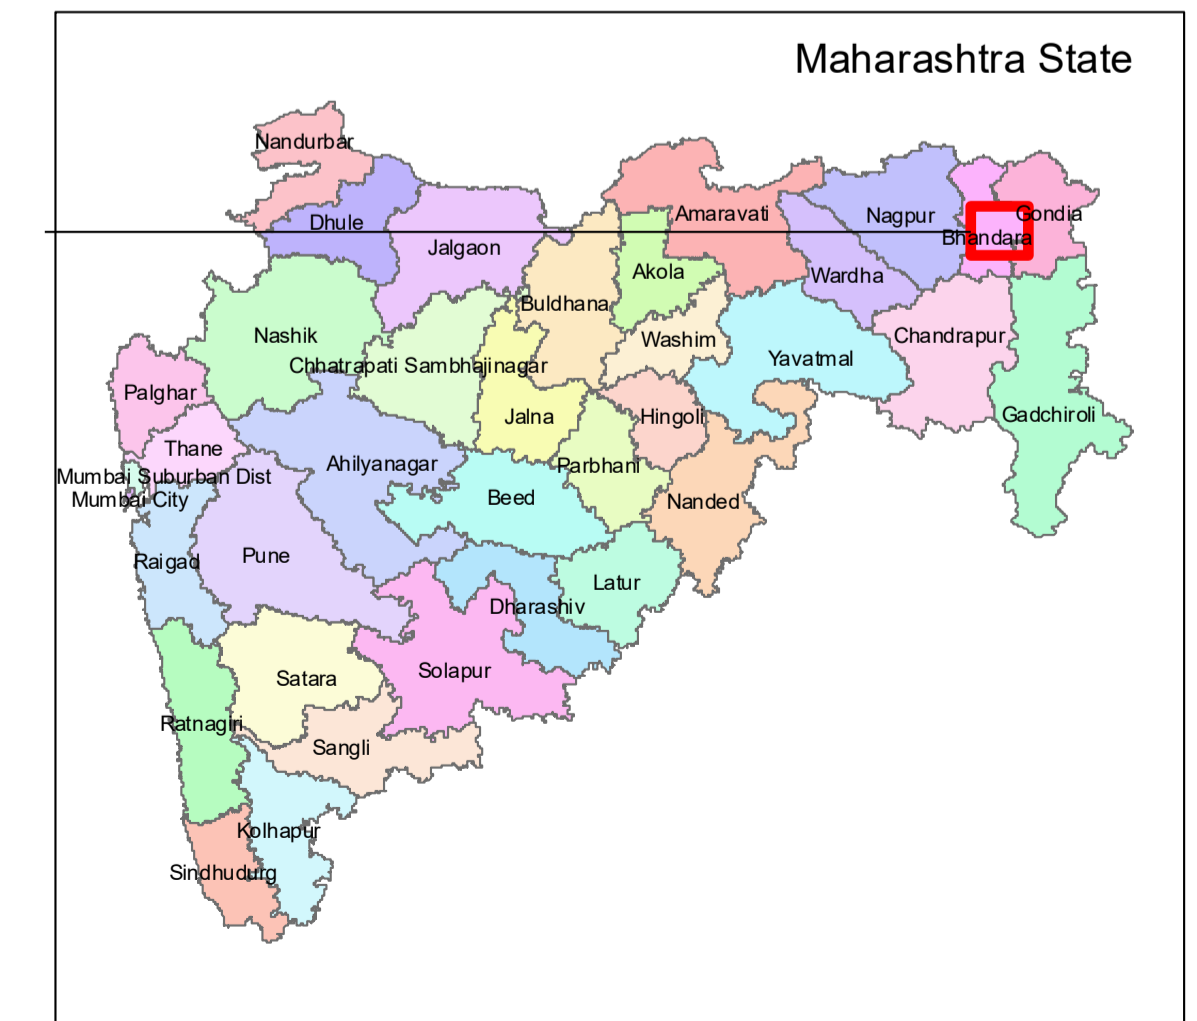 Maharashtra State
Nandurbar
Dhule
Jalgaon
Amaravati
Nagpur
Gondia
Bhandara
Akola
Wardha
Buldhana
Washim
Chandrapur
Nashik
Yavatmal
Chhatrapati Sambhajinagar
Palghar
Jalna
Hingoli
Gadchiroli
Thane
Ahilyanagar
Parbhani
Mumbai Suburban Dist
Mumbai City
Beed
Nanded
Raigad
Pune
Latur
Dharashiv
Satara
Solapur
Ratnagiri
Sangli
Kolhapur
Sindhudurg